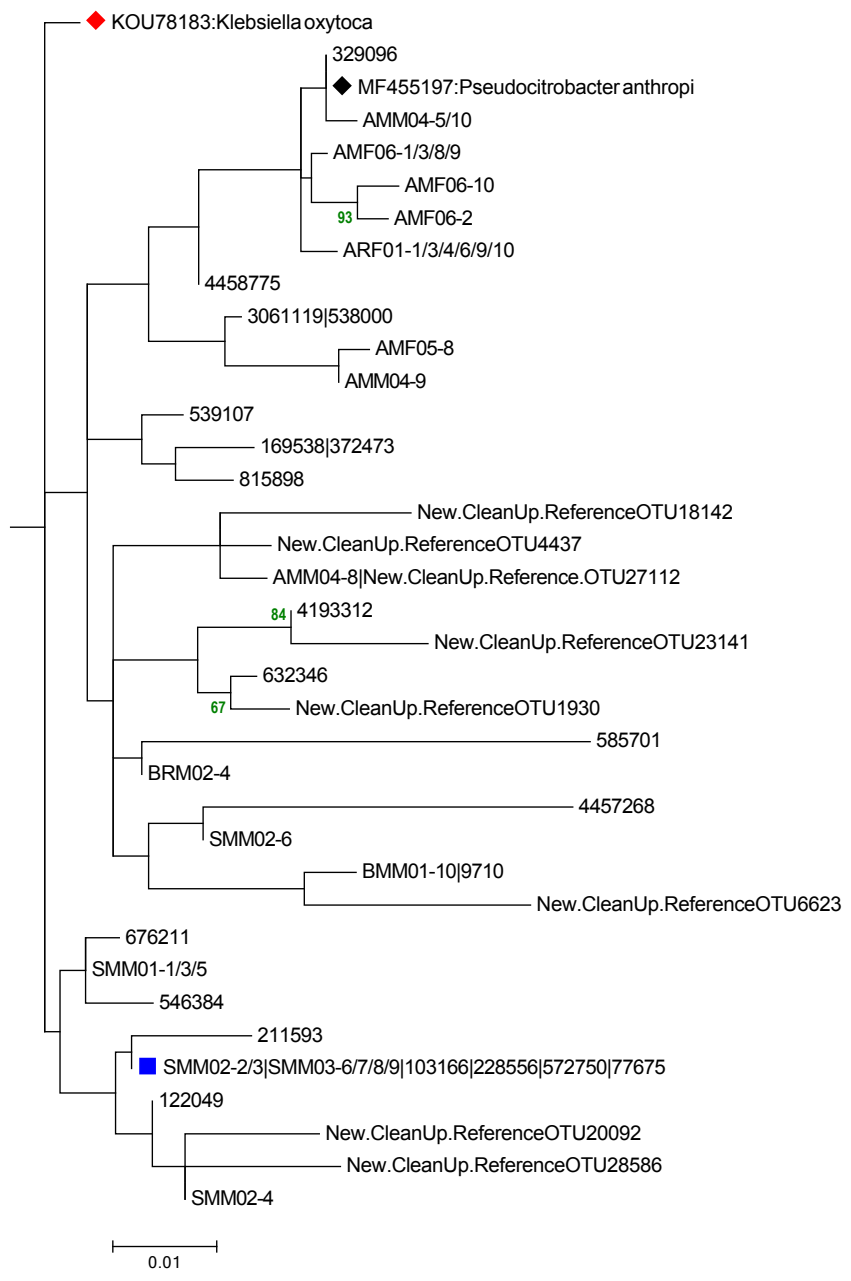 KOU78183:Klebsiella oxytoca
329096
MF455197:Pseudocitrobacter anthropi
AMM04-5/10
AMF06-1/3/8/9
AMF06-10
93
AMF06-2
ARF01-1/3/4/6/9/10
4458775
3061119|538000
AMF05-8
AMM04-9
539107
169538|372473
815898
New.CleanUp.ReferenceOTU18142
New.CleanUp.ReferenceOTU4437
AMM04-8|New.CleanUp.Reference.OTU27112
84
4193312
New.CleanUp.ReferenceOTU23141
632346
67
New.CleanUp.ReferenceOTU1930
585701
BRM02-4
4457268
SMM02-6
BMM01-10|9710
New.CleanUp.ReferenceOTU6623
676211
SMM01-1/3/5
546384
211593
SMM02-2/3|SMM03-6/7/8/9|103166|228556|572750|77675
122049
New.CleanUp.ReferenceOTU20092
New.CleanUp.ReferenceOTU28586
SMM02-4
0.01